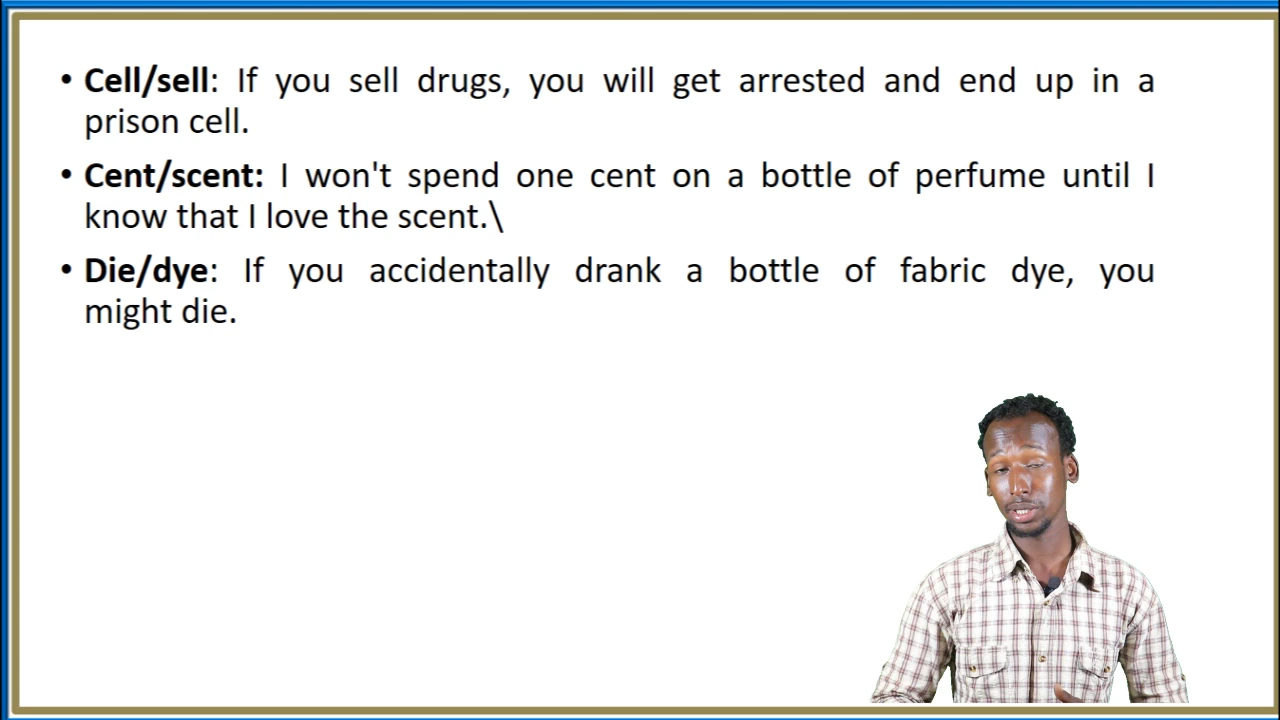 • Cell/sell: If you sell drugs, you will get arrested and end up in a
prison cell.
• Cent/scent: I won't spend one cent on a bottle of perfume until I
know that I love the scent.\
• Die/dye: If you accidentally drank a bottle of fabric dye, you
might die.